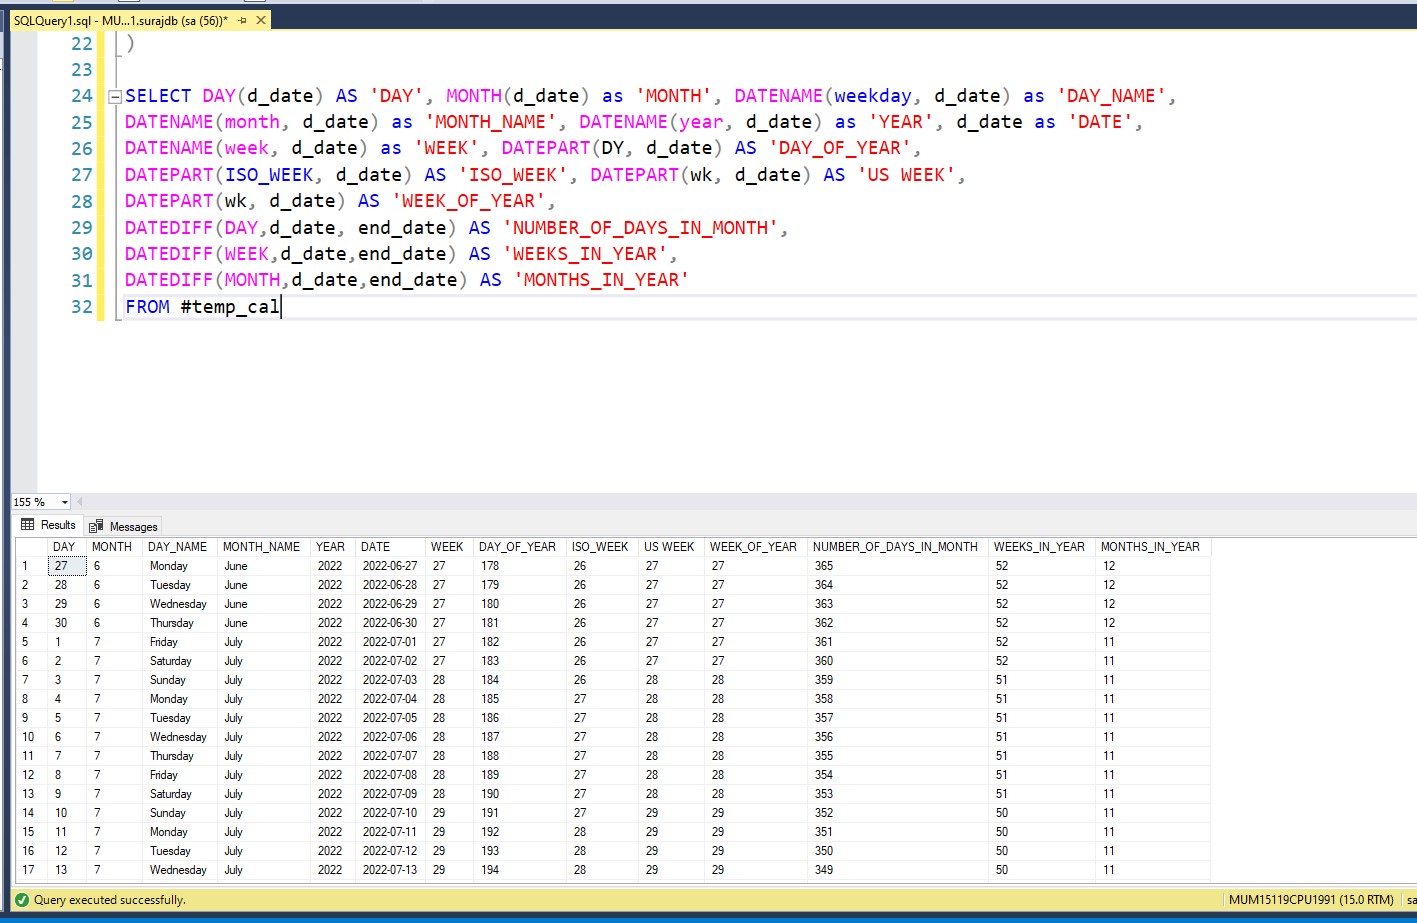 SQLQuery1.sql - MU...1.surajdb (sa (56))*
22 )
23
24 SELECT DAY(d_date) AS 'DAY', MONTH(d_date) as 'MONTH', DATENAME(weekday, d_date) as 'DAY_NAME',
25 DATENAME(month, d_date) as 'MONTH_NAME', DATENAME(year, d_date) as 'YEAR', d_date as 'DATE',
26 DATENAME(week, d_date) as 'WEEK', DATEPART(DY, d_date) AS 'DAY_OF_YEAR',
27 DATEPART(ISO_WEEK, d_date) AS 'ISO_WEEK', DATEPART(wk, d_date) AS 'US WEEK',
28 DATEPART(wk, d_date) AS 'WEEK_OF_YEAR',
29 DATEDIFF(DAY,d_date, end_date) AS 'NUMBER_OF_DAYS_IN_MONTH',
30 DATEDIFF(WEEK,d_date,end_date) AS 'WEEKS_IN_YEAR',
31 DATEDIFF(MONTH,d_date,end_date) AS 'MONTHS_IN_YEAR'
32 FROM #temp_cal
155 %
Results Messages
DAY MONTH DAY_NAME MONTH_NAME YEAR DATE WEEK DAY_OF_YEAR ISO_WEEK US WEEK WEEK_OF_YEAR NUMBER_OF_DAYS_IN_MONTH WEEKS_IN_YEAR MONTHS_IN_YEAR
1 27 6 Monday June 2022 2022-06-27 27 178 26 27 27 365 52 12
2 28 6 Tuesday June 2022 2022-06-28 27 179 26 27 27 364 52 12
3 29 6 Wednesday June 2022 2022-06-29 27 180 26 27 27 363 52 12
4 30 6 Thursday June 2022 2022-06-30 27 181 26 27 27 362 52 12
5 1 7 Friday July 2022 2022-07-01 27 182 26 27 27 361 52 11
6 2 7 Saturday July 2022 2022-07-02 27 183 26 27 27 360 52 11
7 3 7 Sunday July 2022 2022-07-03 28 184 26 28 28 359 51 11
8 4 7 Monday July 2022 2022-07-04 28 185 27 28 28 358 51 11
9 5 7 Tuesday July 2022 2022-07-05 28 186 27 28 28 357 51 11
10 6 7 Wednesday July 2022 2022-07-06 28 187 27 28 28 356 51 11
11 7 7 Thursday July 2022 2022-07-07 28 188 27 28 28 355 51 11
12 8 7 Friday July 2022 2022-07-08 28 189 27 28 28 354 51 11
13 9 7 Saturday July 2022 2022-07-09 28 190 27 28 28 353 51 11
14 10 7 Sunday July 2022 2022-07-10 29 191 27 29 29 352 50 11
15 11 7 Monday July 2022 2022-07-11 29 192 28 29 29 351 50 11
16 12 7 Tuesday July 2022 2022-07-12 29 193 28 29 29 350 50 11
17 13 7 Wednesday July 2022 2022-07-13 29 194 28 29 29 349 50 11
Query executed successfully. MUM15119CPU1991 (15.0 RTM) sa